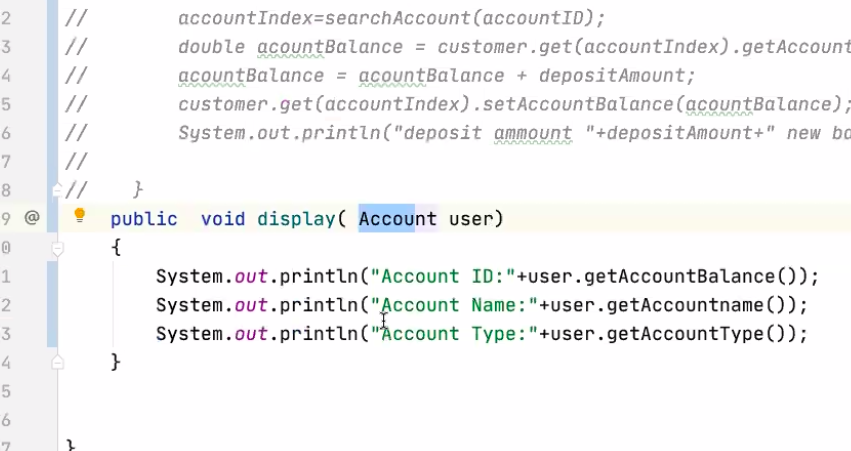 2 //        accountIndex=searchAccount(accountID);
3 //        double acountBalance = customer.get(accountIndex).getAccount
4 //        acountBalance = acountBalance + depositAmount;
5 //        customer.get(accountIndex).setAccountBalance(acountBalance);
6 //        System.out.println("deposit ammount "+depositAmount+" new ba
7 //
8 //    }
9 @ public  void display( Account user)
0 {
1 System.out.println("Account ID:"+user.getAccountBalance());
2 System.out.println("Account Name:"+user.getAccountname());
3 System.out.println("Account Type:"+user.getAccountType());
4 }
5
6
7 }